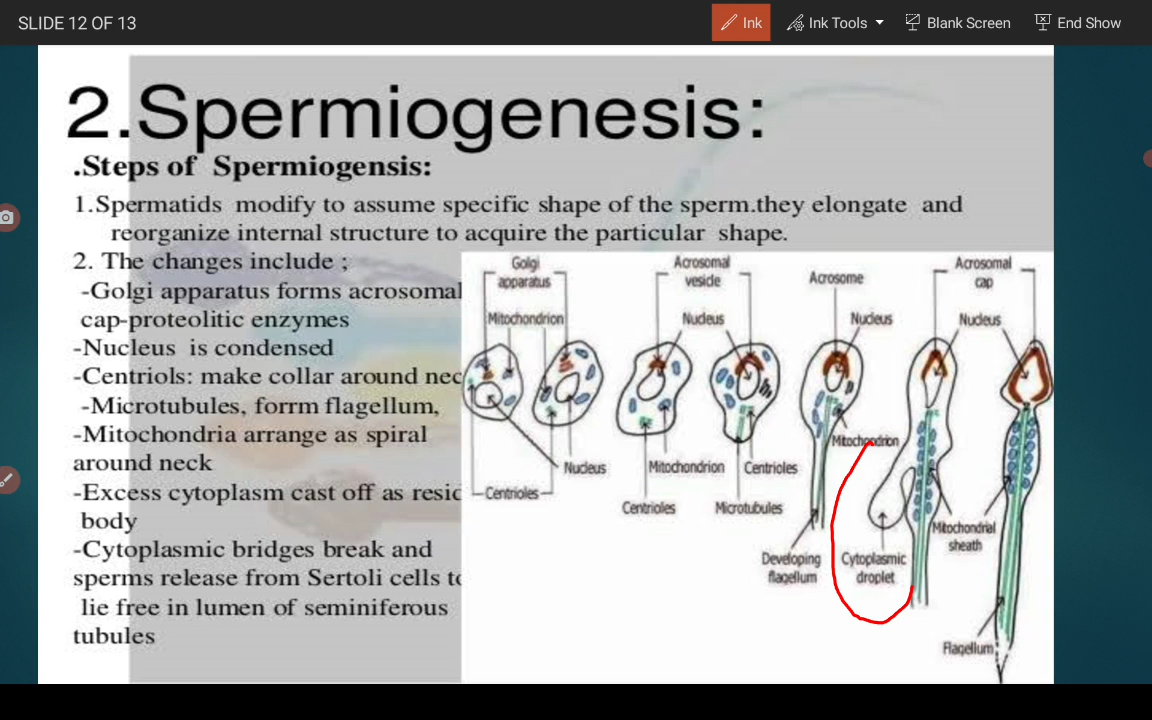 SLIDE 12 OF 13
Ink
Ink Tools
Blank Screen
End Show
2.Spermiogenesis:
.Steps of Spermiogensis:
1.Spermatids modify to assume specific shape of the sperm.they elongate and
reorganize internal structure to acquire the particular shape.
2. The changes include ;
-Golgi apparatus forms acrosomal
cap-proteolitic enzymes
-Nucleus is condensed
-Centriols: make collar around nec
-Microtubules, forrm flagellum,
-Mitochondria arrange as spiral
around neck
-Excess cytoplasm cast off as resid
body
-Cytoplasmic bridges break and
sperms release from Sertoli cells to
lie free in lumen of seminiferous
tubules
Golgi
apparatus
Acrosomal
vesicle
Acrosome
Acrosomal
cap
Mitochondrion
Nucleus
Nucleus
Nucleus
Mitochondrion
Nucleus
Mitochondrion
Centrioles
Centrioles
Centrioles
Microtubules
Mitochondrial
sheath
Developing
flagellum
Cytoplasmic
droplet
Flagellum